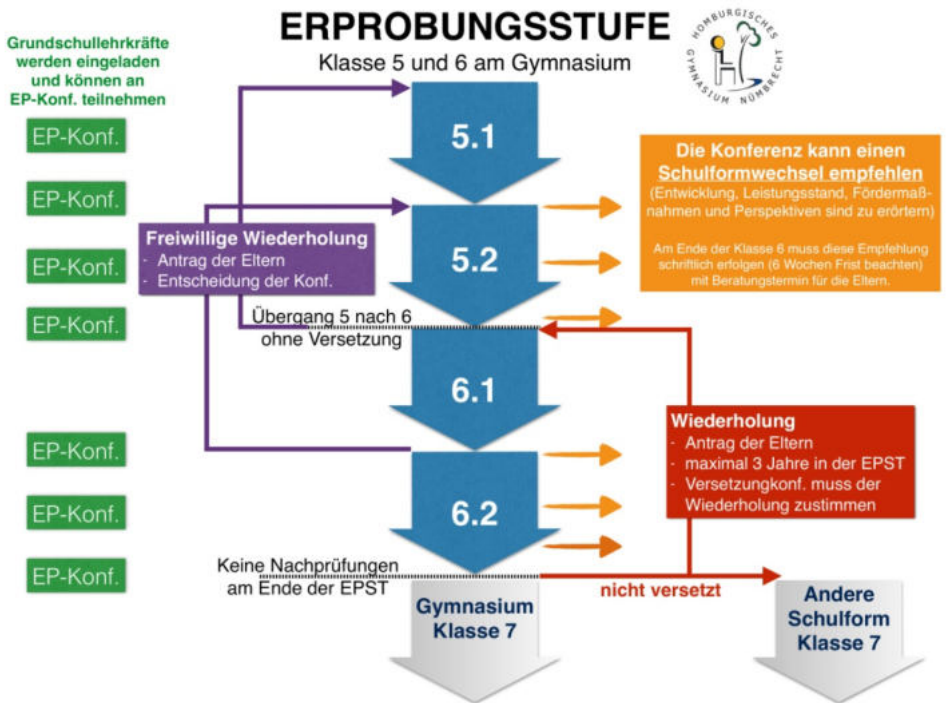 ERPROBUNGSSTUFE
Klasse 5 und 6 am Gymnasium
HOMBURGISCHES
GYMNASIUM NÜMBRECHT
Grundschullehrkräfte
werden eingeladen
und können an
EP-Konf. teilnehmen
EP-Konf.
EP-Konf.
EP-Konf.
EP-Konf.
EP-Konf.
EP-Konf.
EP-Konf.
5.1
5.2
6.1
6.2
Die Konferenz kann einen
Schulformwechsel empfehlen
(Entwicklung, Leistungsstand, Fördermaß-
nahmen und Perspektiven sind zu erörtern)
Am Ende der Klasse 6 muss diese Empfehlung
schriftlich erfolgen (6 Wochen Frist beachten)
mit Beratungstermin für die Eltern.
Freiwillige Wiederholung
- Antrag der Eltern
- Entscheidung der Konf.
Übergang 5 nach 6
ohne Versetzung
Wiederholung
- Antrag der Eltern
- maximal 3 Jahre in der EPST
- Versetzungkonf. muss der
Wiederholung zustimmen
Keine Nachprüfungen
am Ende der EPST
nicht versetzt
Gymnasium
Klasse 7
Andere
Schulform
Klasse 7